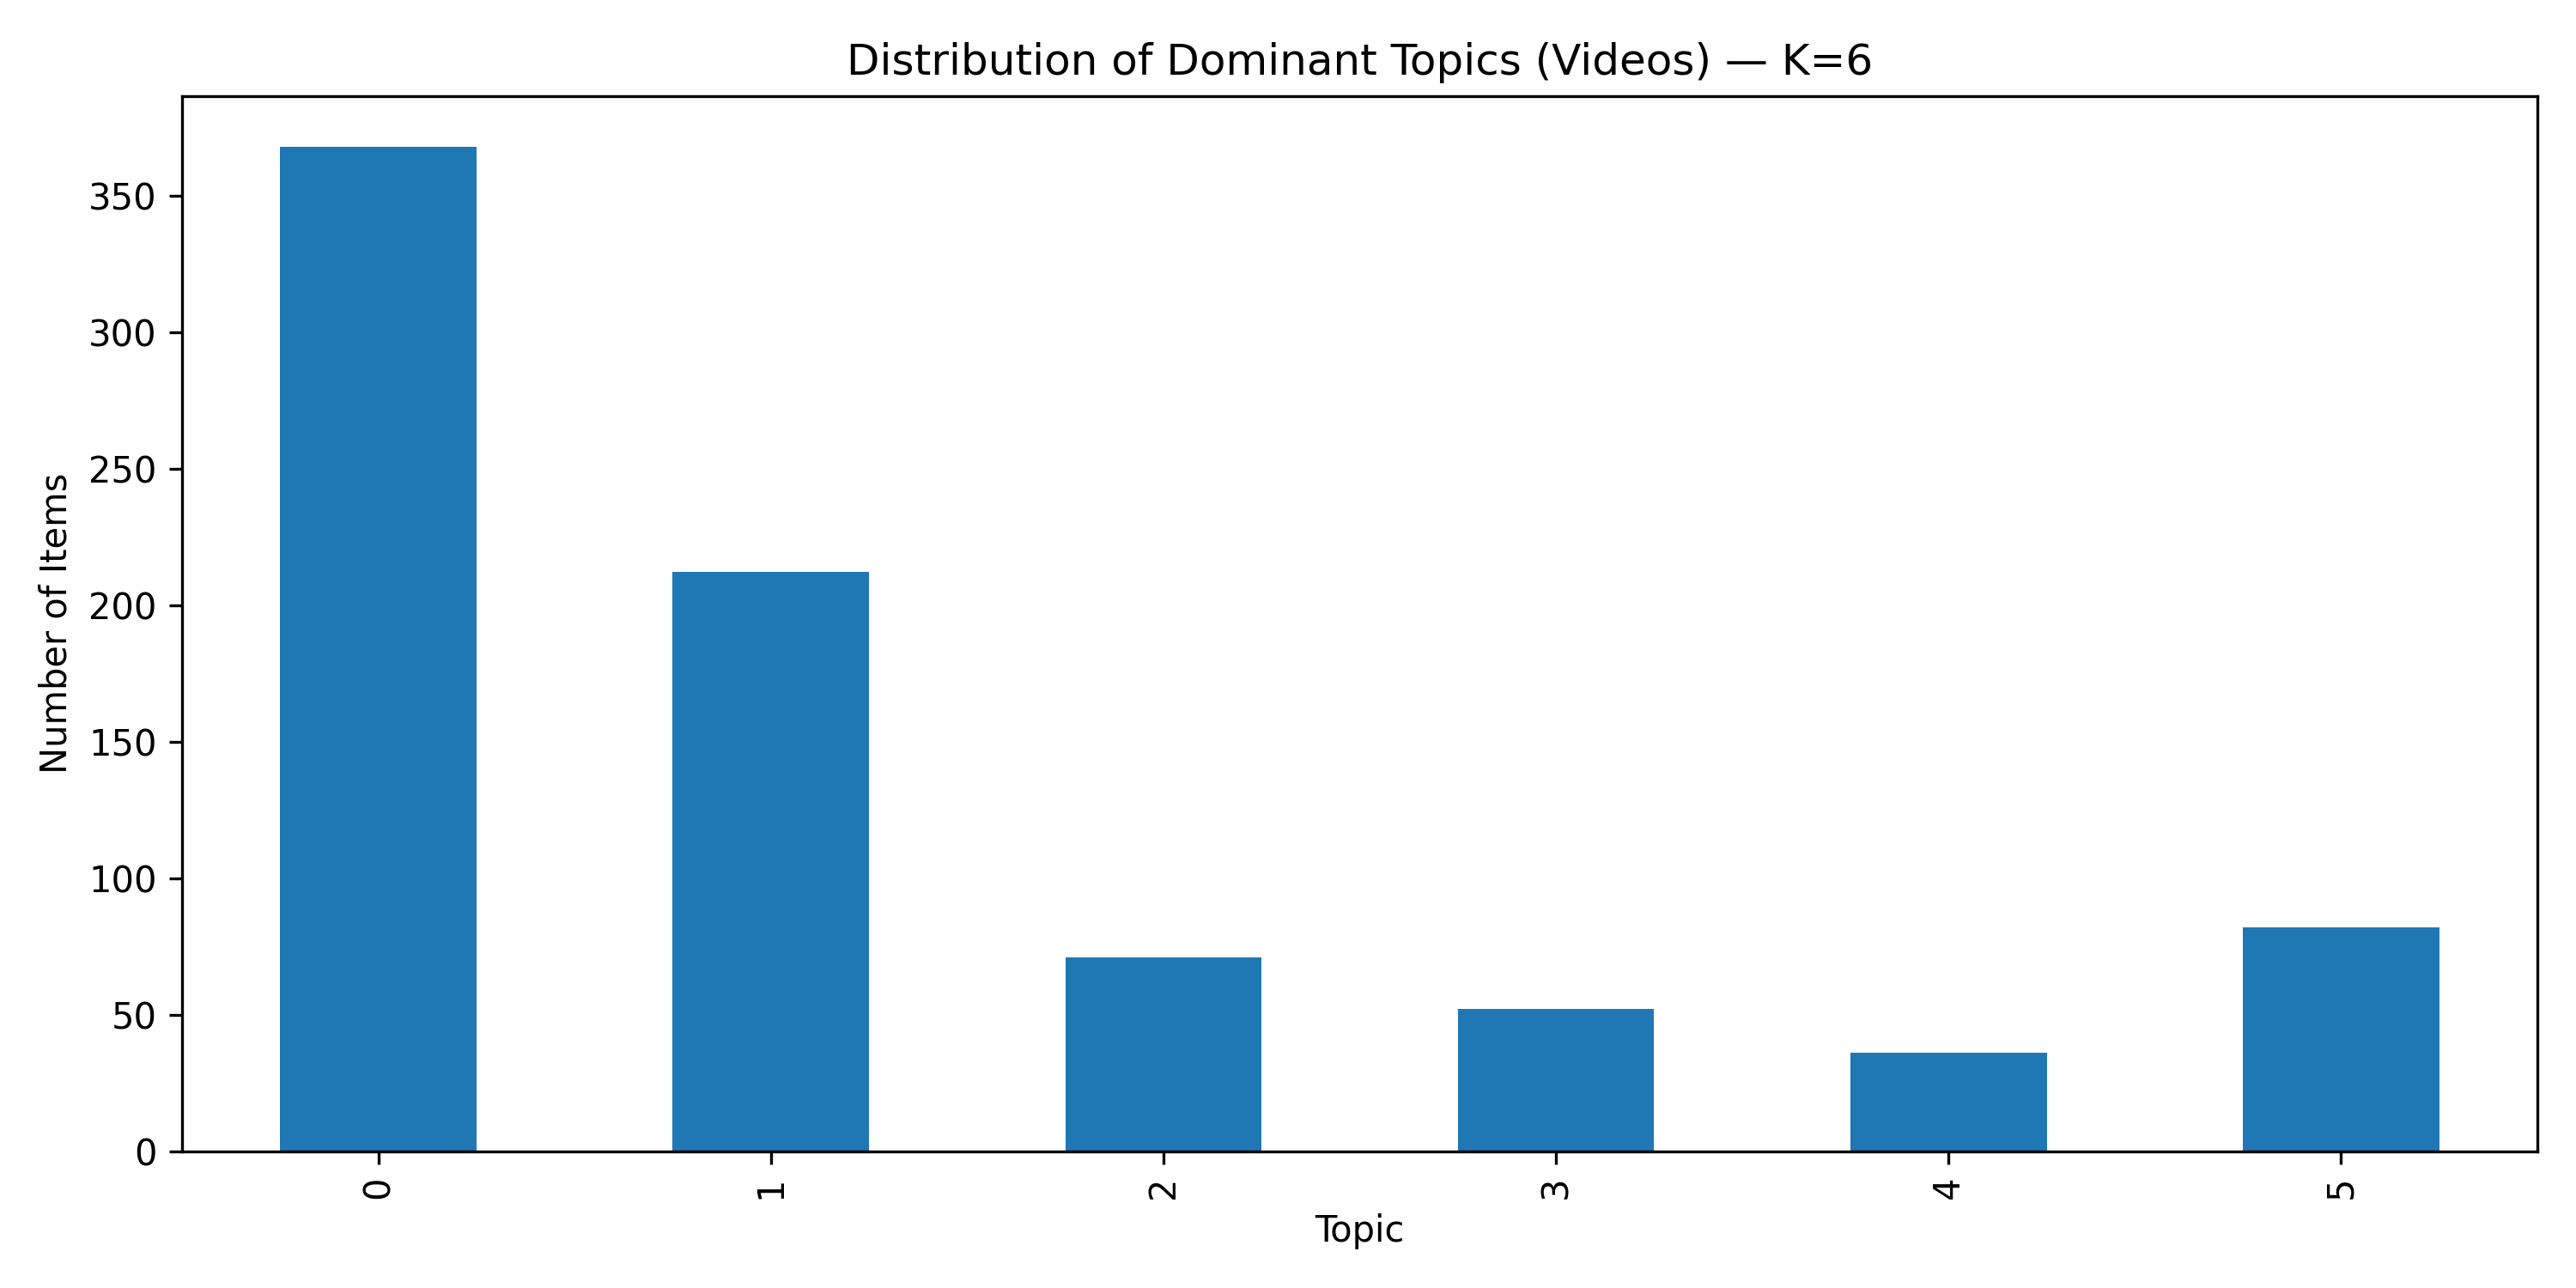 Distribution of Dominant Topics (Videos) — K=6
Number of Items
350
300
250
200
150
100
50
0
0 1 2 3 4 5
Topic